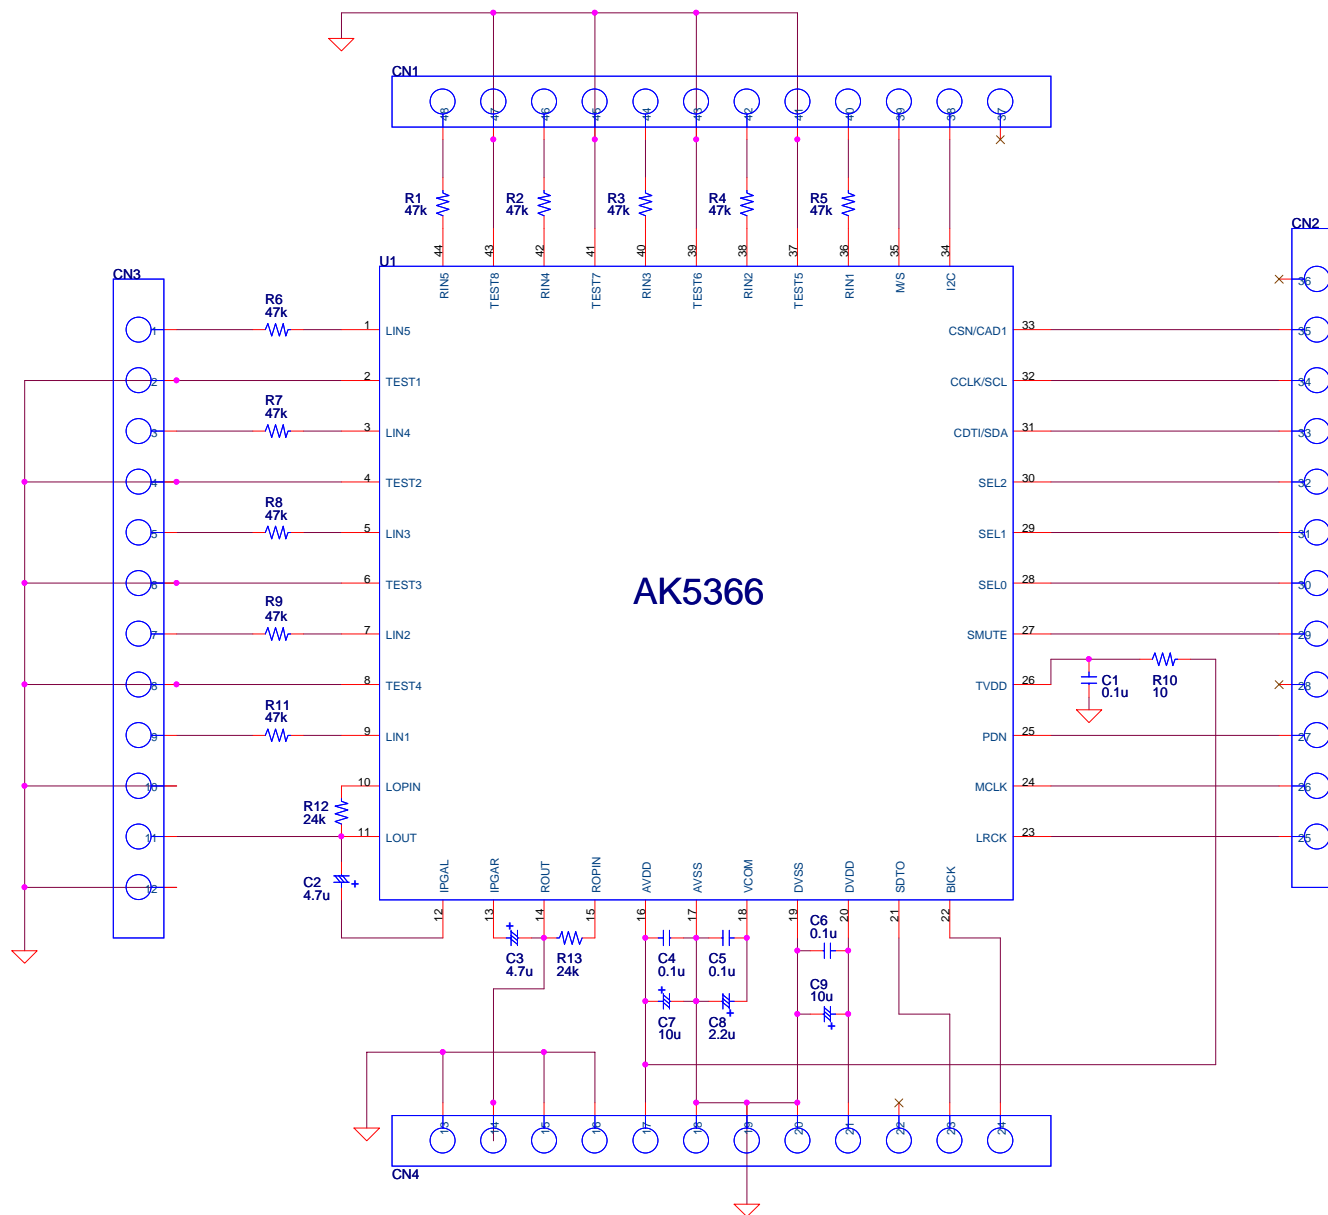 CN1
48 47 46 45 44 43 42 41 40 39 38 37
R1 R2 R3 R4 R5
47k 47k 47k 47k 47k
CN2
44 43 42 41 40 39 38 37 36 35 34
U1
CN3
RIN5 TEST8 RIN4 TEST7 RIN3 TEST6 RIN2 TEST5 RIN1 M/S I2C
36
R6
47k
1 1 LIN5 CSN/CAD1 33 35
2 2 TEST1 CCLK/SCL 32 34
R7
47k
3 3 LIN4 CDTI/SDA 31 33
4 4 TEST2 SEL2 30 32
R8
47k
5 5 LIN3 SEL1 29 31
6 6 TEST3 SEL0 28 30
AK5366
R9
47k
7 7 LIN2 SMUTE 27 29
8 8 TEST4 TVDD 26 28
C1
0.1u
R10
10
R11
47k
9 9 LIN1 PDN 25 27
10 10 LOPIN MCLK 24 26
R12
24k
11 11 LOUT LRCK 23 25
IPGAL IPGAR ROUT ROPIN AVDD AVSS VCOM DVSS DVDD SDTO BICK
C2
4.7u
12
12 13 14 15 16 17 18 19 20 21 22
C6
0.1u
C3
4.7u
R13
24k
C4
0.1u
C5
0.1u
C9
10u
C7
10u
C8
2.2u
13 14 15 16 17 18 19 20 21 22 23 24
CN4